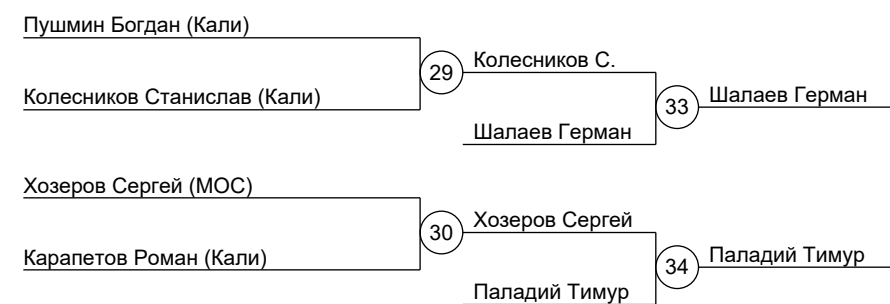 Пушмин Богдан (Кали)
29
Колесников С.
Колесников Станислав (Кали)
33
Шалаев Герман
Шалаев Герман
Хозеров Сергей (МОС)
30
Хозеров Сергей
Карапетов Роман (Кали)
34
Паладий Тимур
Паладий Тимур